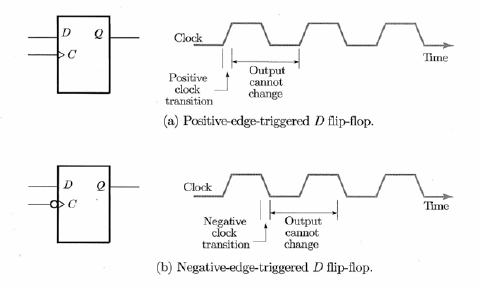 D Q
C
Clock
Time
Positive
clock
transition
Output
cannot
change
(a) Positive-edge-triggered D flip-flop.
D Q
C
Clock
Time
Negative
clock
transition
Output
cannot
change
(b) Negative-edge-triggered D flip-flop.